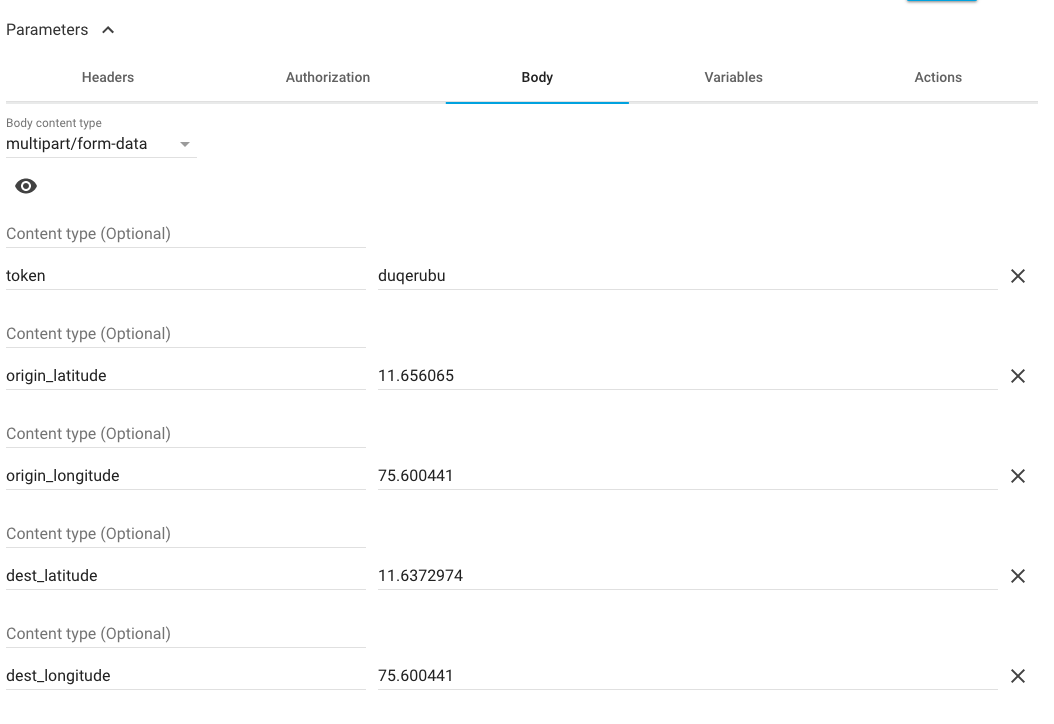 Parameters
Headers Authorization Body Variables Actions
Body content type
multipart/form-data
Content type (Optional)
token duqerubu
Content type (Optional)
origin_latitude 11.656065
Content type (Optional)
origin_longitude 75.600441
Content type (Optional)
dest_latitude 11.6372974
Content type (Optional)
dest_longitude 75.600441